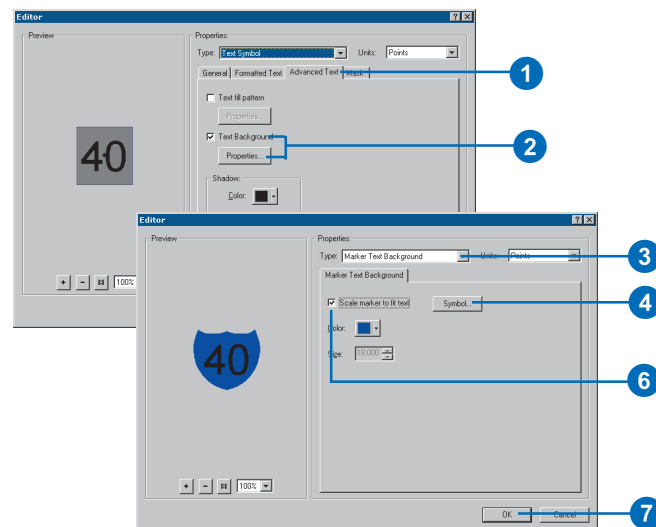 Editor
Preview
Properties:
Type: Text Symbol Units: Points
General Formatted Text Advanced Text Mask
1
Text fill pattern
Properties...
Text Background
2
Properties...
Shadow:
Color:
40
100%
Editor
Preview
Properties:
Type: Marker Text Background Units: Points
3
Marker Text Background
Scale marker to fit text Symbol...
4
Color:
Size: 18.000
6
40
100%
OK Cancel
7